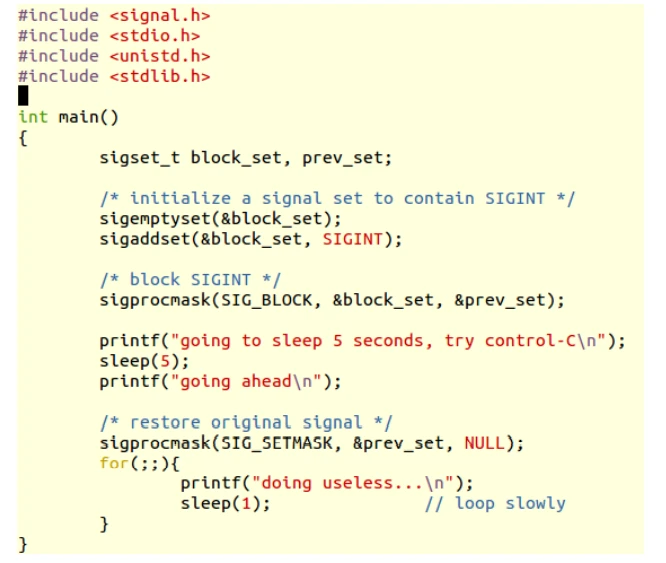 #include <signal.h>
#include <stdio.h>
#include <unistd.h>
#include <stdlib.h>
int main()
{
        sigset_t block_set, prev_set;
        /* initialize a signal set to contain SIGINT */
        sigemptyset(&block_set);
        sigaddset(&block_set, SIGINT);
        /* block SIGINT */
        sigprocmask(SIG_BLOCK, &block_set, &prev_set);
        printf("going to sleep 5 seconds, try control-C\n");
        sleep(5);
        printf("going ahead\n");
        /* restore original signal */
        sigprocmask(SIG_SETMASK, &prev_set, NULL);
        for(;;){
                printf("doing useless...\n");
                sleep(1);               // loop slowly
        }
}